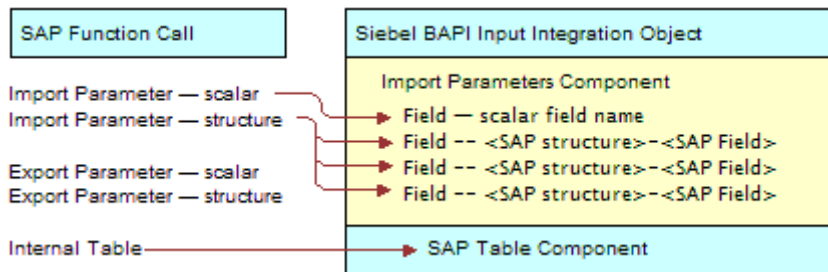 SAP Function Call
Siebel BAPI Input Integration Object
Import Parameters Component
Import Parameter — scalar
Import Parameter — structure
Field — scalar field name
Field -- <SAP structure>-<SAP Field>
Field -- <SAP structure>-<SAP Field>
Field -- <SAP structure>-<SAP Field>
Export Parameter — scalar
Export Parameter — structure
Internal Table
SAP Table Component